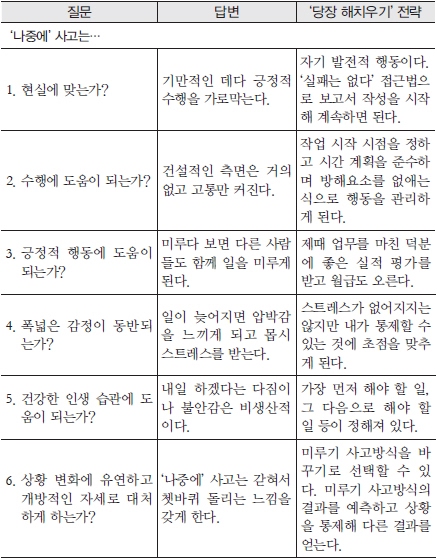 질문 답변 '당장 해치우기' 전략
'나중에' 사고는…
1. 현실에 맞는가?
기만적인 데다 긍정적
수행을 가로막는다.
자기 발전적 행동이다.
'실패는 없다' 접근법으
로 보고서 작성을 시작
해 계속하면 된다.
2. 수행에 도움이 되는가?
건설적인 측면은 거의
없고 고통만 커진다.
작업 시작 시점을 정하
고 시간 계획을 준수하
며 방해요소를 없애는
식으로 행동을 관리하
게 된다.
3. 긍정적 행동에 도움이
되는가?
미루다 보면 다른 사람
들도 함께 일을 미루게
된다.
제때 업무를 마친 덕분
에 좋은 실적 평가를
받고 월급도 오른다.
4. 폭넓은 감정이 동반되
는가?
일이 늦어지면 압박감
을 느끼게 되고 몹시
스트레스를 받는다.
스트레스가 없어지지는
않지만 내가 통제할 수
있는 것에 초점을 맞추
게 된다.
5. 건강한 인생 습관에 도
움이 되는가?
내일 하겠다는 다짐이
나 불안감은 비생산적
이다.
가장 먼저 해야 할 일,
그 다음으로 해야 할
일 등이 정해져 있다.
6. 상황 변화에 유연하고
개방적인 자세로 대처
하게 하는가?
'나중에' 사고는 갇혀서
쳇바퀴 돌리는 느낌을
갖게 한다.
미루기 사고방식을 바
꾸기로 선택할 수 있
다. 미루기 사고방식의
결과를 예측하고 상황
을 통제해 다른 결과를
얻는다.